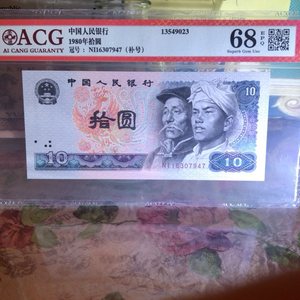 ACG
AI CANG GUARANTY
中国人民银行
1980年拾圆
冠号：NI16307947（补号）
13549023
68 EPQ
Superb Gem Unc
中国人民银行
10
拾圆
NI16307947
10
10